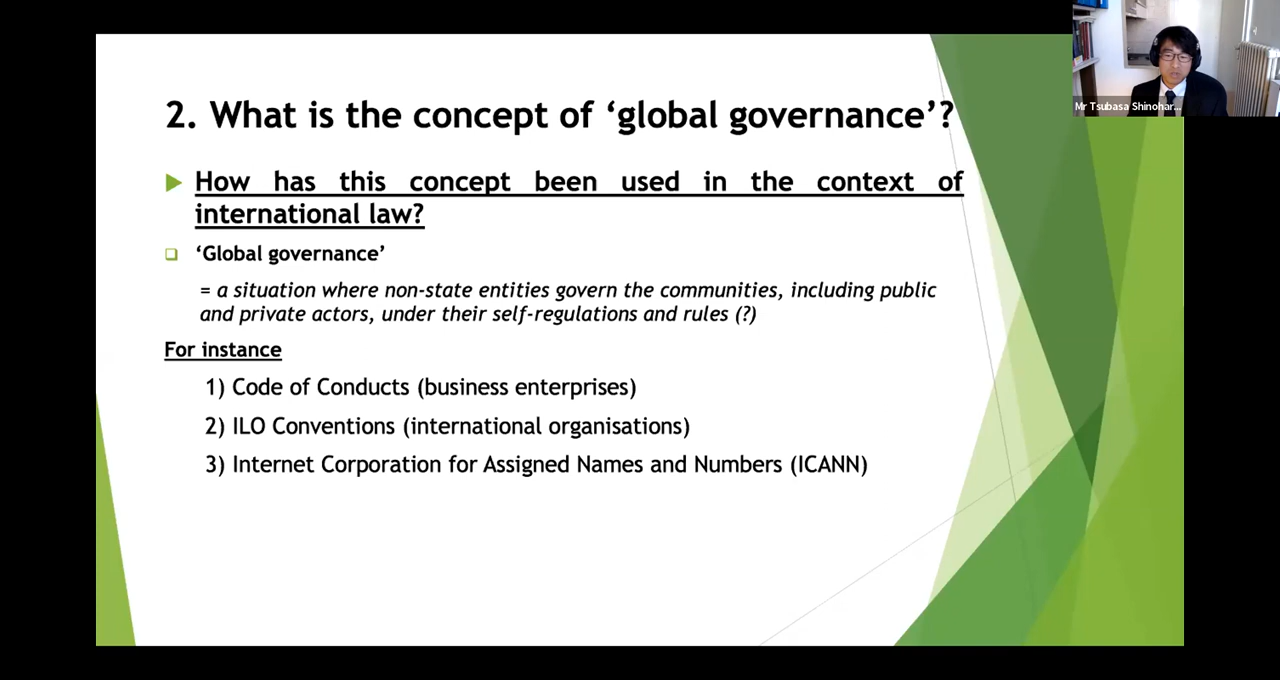 2. What is the concept of ‘global governance’?
How has this concept been used in the context of
international law?
‘Global governance’
= a situation where non-state entities govern the communities, including public
and private actors, under their self-regulations and rules (?)
For instance
1) Code of Conducts (business enterprises)
2) ILO Conventions (international organisations)
3) Internet Corporation for Assigned Names and Numbers (ICANN)
Mr Tsubasa Shinohar...